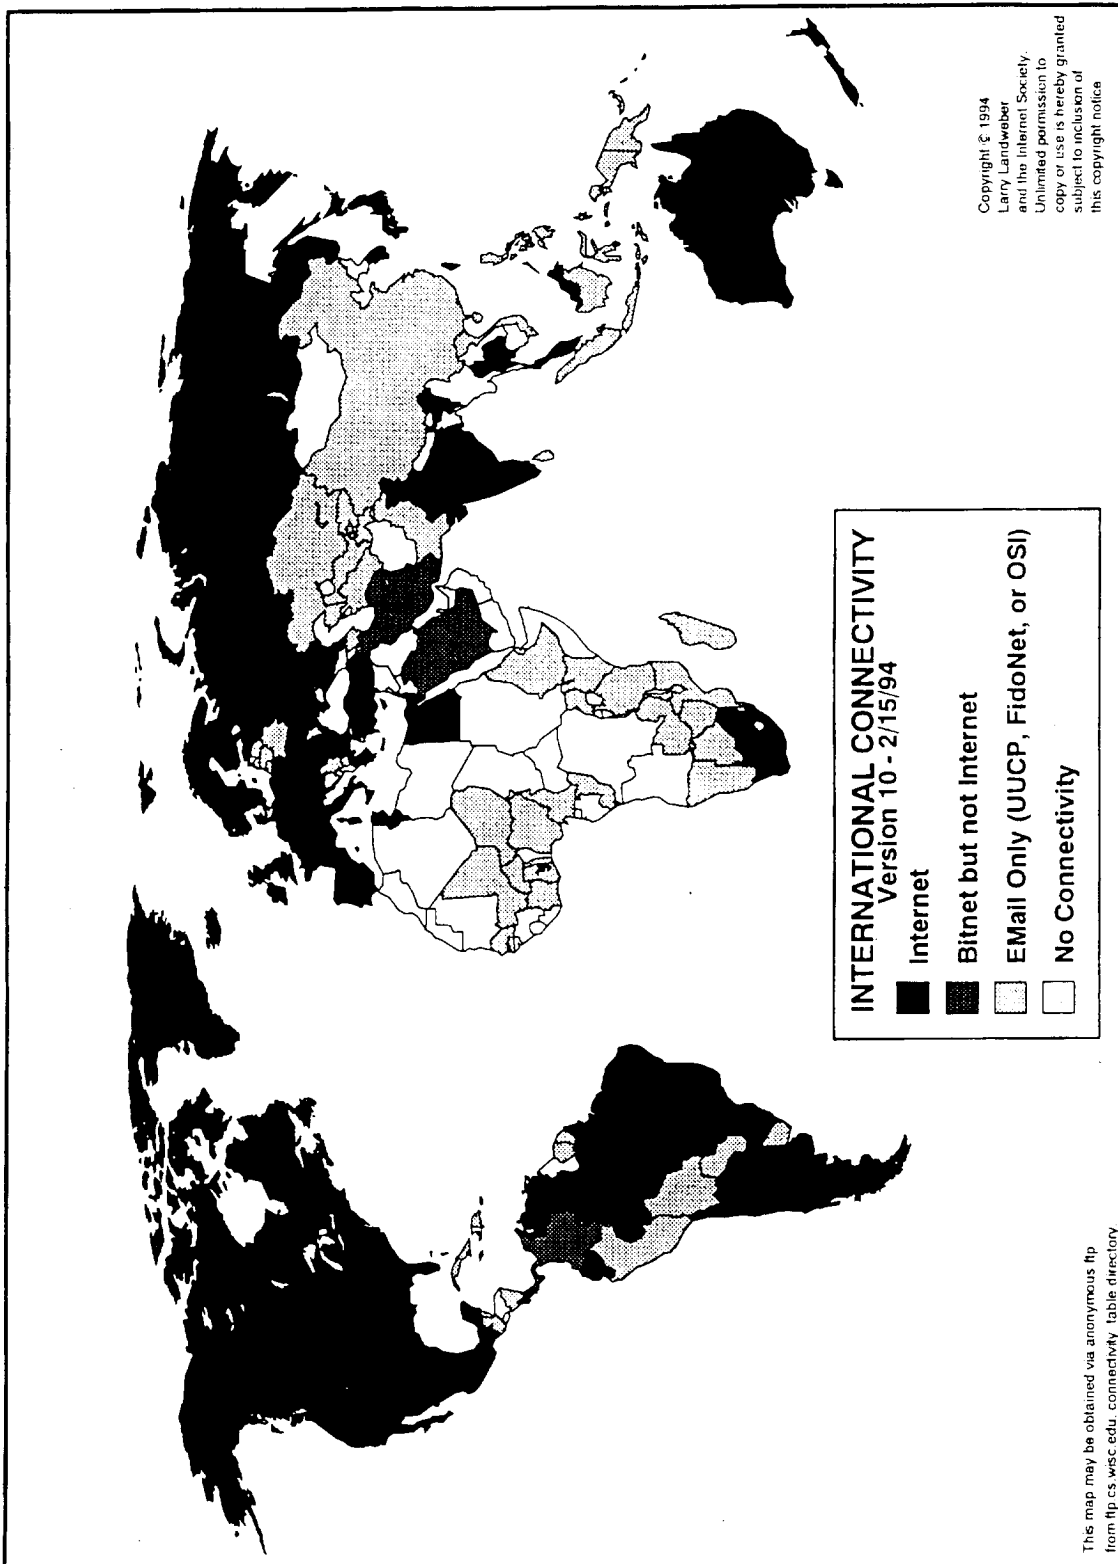 INTERNATIONAL CONNECTIVITY
Version 10 - 2/15/94
Internet
Bitnet but not Internet
EMail Only (UUCP, FidoNet, or OSI)
No Connectivity
This map may be obtained via anonymous ftp
from ftp.cs.wisc.edu, connectivity_table directory
Copyright © 1994
Larry Landweber
and the Internet Society.
Unlimited permission to
copy or use is hereby granted
subject to inclusion of
this copyright notice